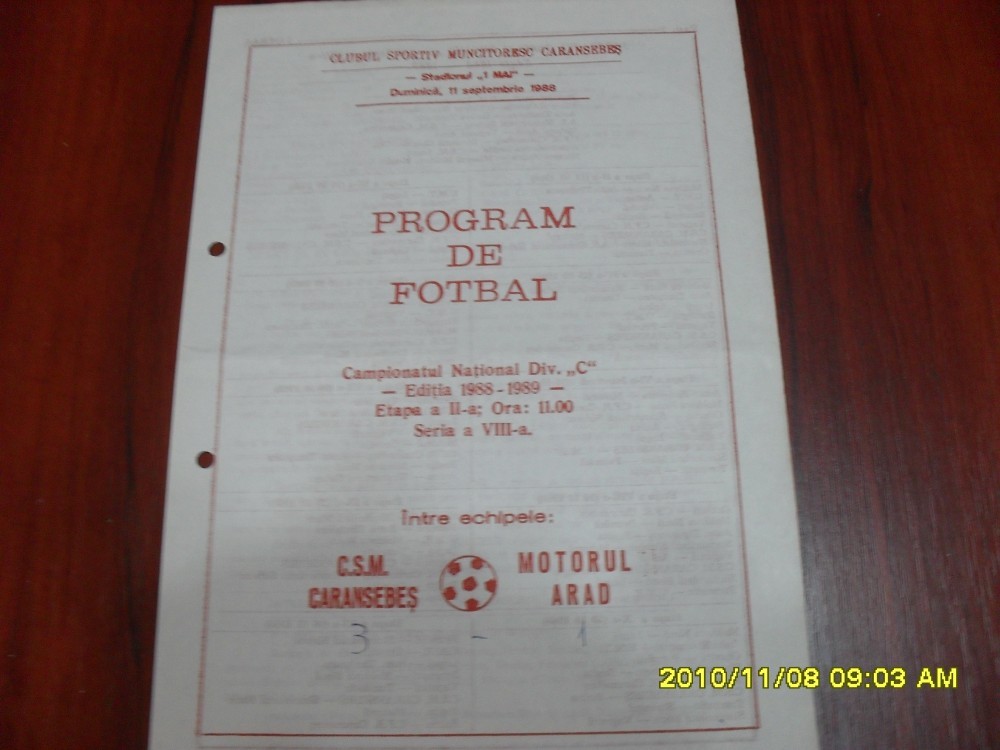 CLUBUL SPORTIV MUNCITORESC CARANSEBEȘ
— Stadionul „1 MAI" —
Duminică, 11 septembrie 1988
PROGRAM
DE
FOTBAL
Campionatul Național Div. „C"
— Ediția 1988-1989 —
Etapa a II-a; Ora: 11.00
Seria a VIII-a.
Între echipele:
C.S.M.
CARANSEBEȘ
MOTORUL
ARAD
3 - 1
2010/11/08 09:03 AM